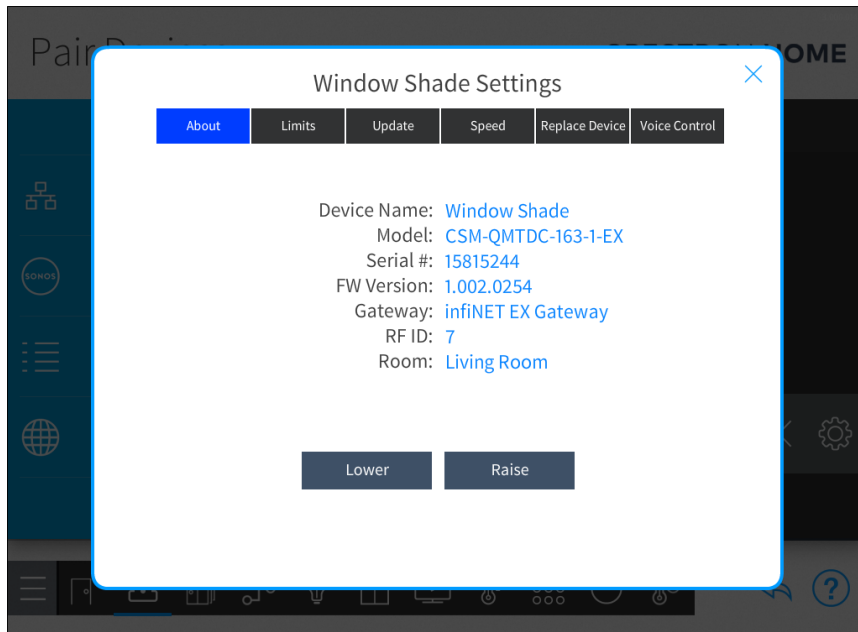 Pair
OME
Window Shade Settings
About Limits Update Speed Replace Device Voice Control
Device Name: Window Shade
Model: CSM-QMTDC-163-1-EX
Serial #: 15815244
FW Version: 1.002.0254
Gateway: infiNET EX Gateway
RF ID: 7
Room: Living Room
SONOS
Lower Raise
?